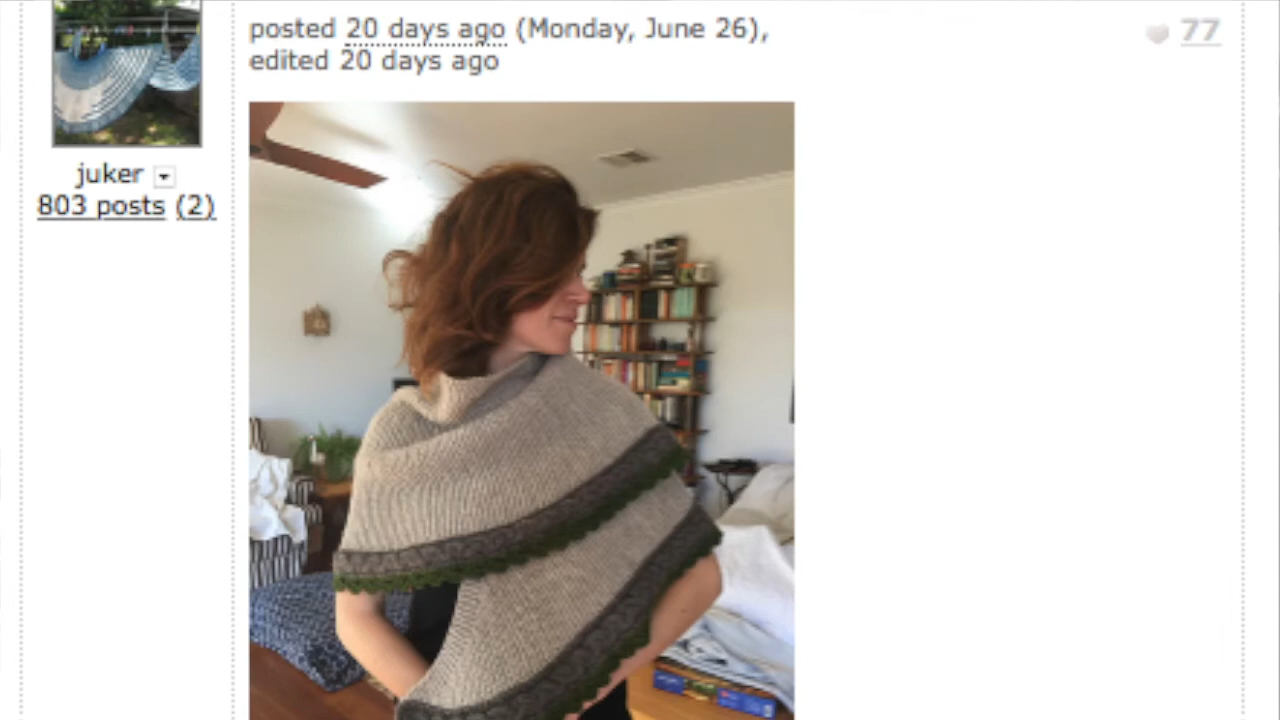 posted 20 days ago (Monday, June 26),
edited 20 days ago
77
juker
803 posts (2)